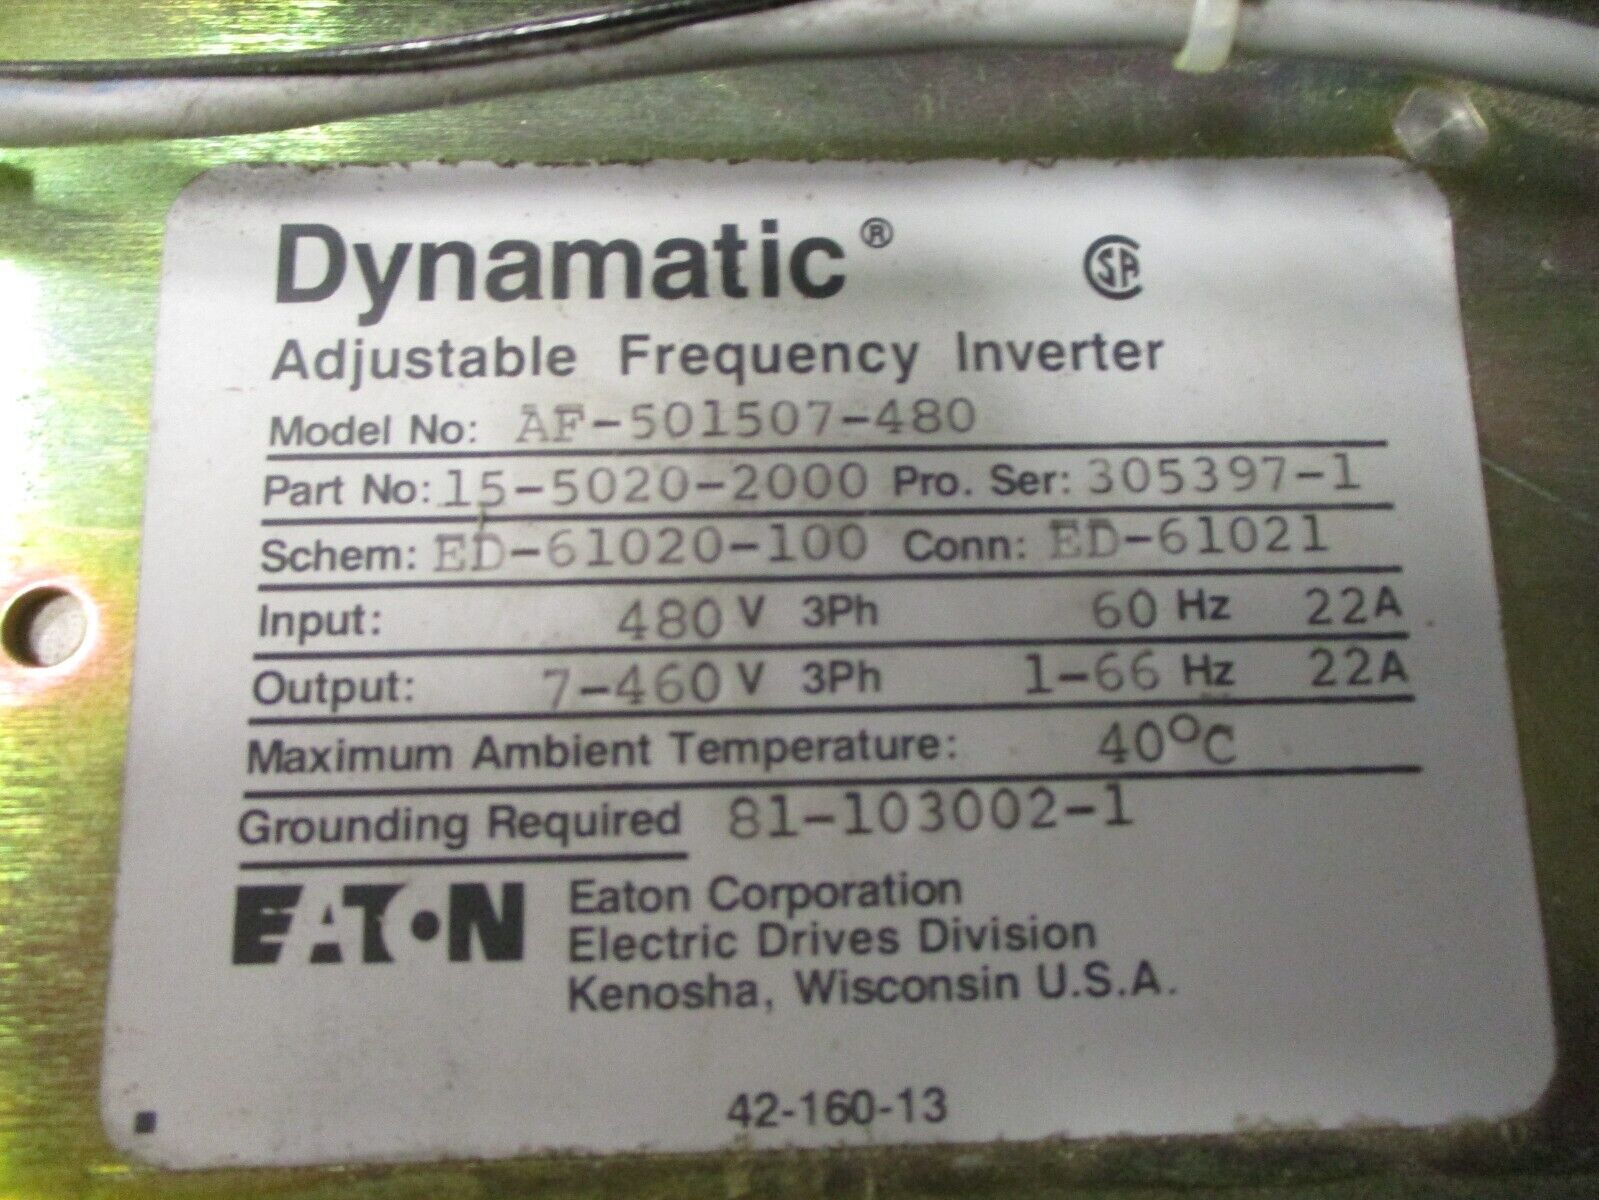 Dynamatic®
CSA
Adjustable Frequency Inverter
Model No: AF-501507-480
Part No: 15-5020-2000 Pro. Ser: 305397-1
Schem: ED-61020-100 Conn: ED-61021
Input: 480 V 3Ph 60 Hz 22A
Output: 7-460 V 3Ph 1-66 Hz 22A
Maximum Ambient Temperature: 40°C
Grounding Required 81-103002-1
EATON
Eaton Corporation
Electric Drives Division
Kenosha, Wisconsin U.S.A.
42-160-13